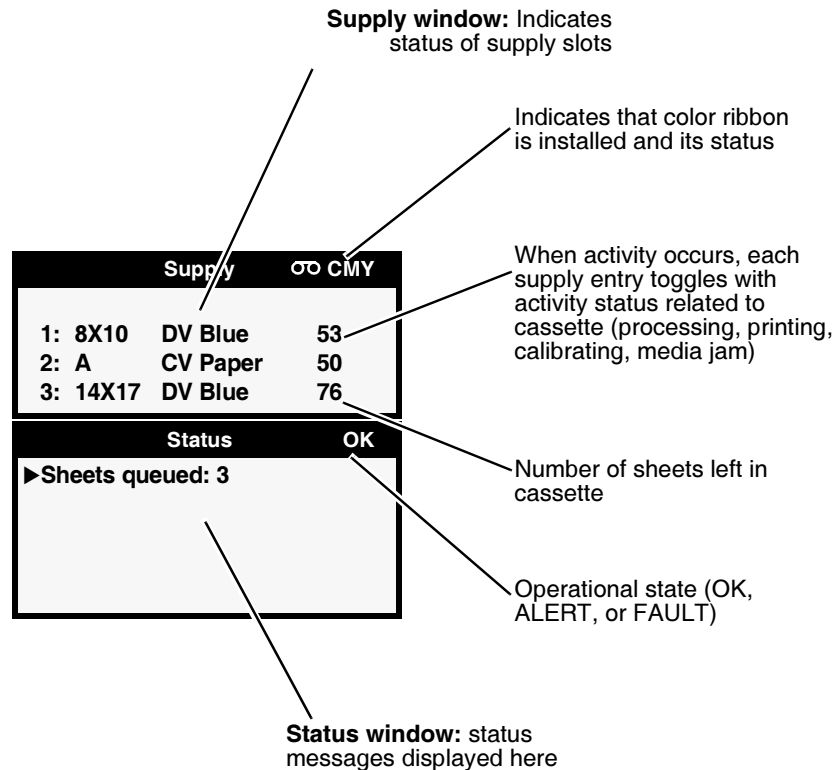 Supply window: Indicates
status of supply slots
Indicates that color ribbon
is installed and its status
Supply CMY
When activity occurs, each
supply entry toggles with
activity status related to
cassette (processing, printing,
calibrating, media jam)
1: 8X10 DV Blue 53
2: A CV Paper 50
3: 14X17 DV Blue 76
Status OK
▶Sheets queued: 3
Number of sheets left in
cassette
Operational state (OK,
ALERT, or FAULT)
Status window: status
messages displayed here